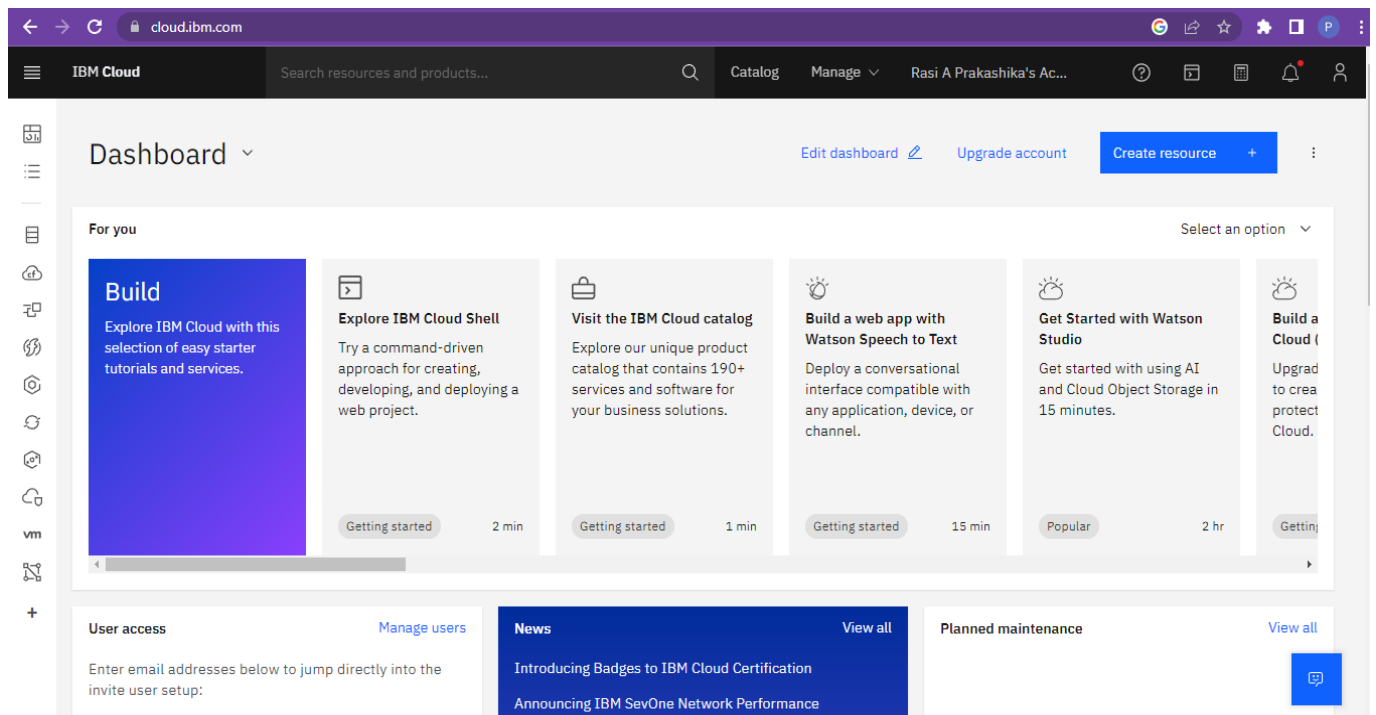 cloud.ibm.com
P
IBM Cloud
Search resources and products...
Catalog
Manage
Rasi A Prakashika's Ac...
Dashboard
Edit dashboard
Upgrade account
Create resource +
For you
Select an option
Build
Explore IBM Cloud with this
selection of easy starter
tutorials and services.
Explore IBM Cloud Shell
Try a command-driven
approach for creating,
developing, and deploying a
web project.
Getting started
2 min
Visit the IBM Cloud catalog
Explore our unique product
catalog that contains 190+
services and software for
your business solutions.
Getting started
1 min
Build a web app with
Watson Speech to Text
Deploy a conversational
interface compatible with
any application, device, or
channel.
Getting started
15 min
Get Started with Watson
Studio
Get started with using AI
and Cloud Object Storage in
15 minutes.
Popular
2 hr
Build a
Cloud (
Upgrad
to crea
protect
Cloud.
Getting
vm
+
User access
Manage users
Enter email addresses below to jump directly into the
invite user setup:
News
View all
Introducing Badges to IBM Cloud Certification
Announcing IBM SevOne Network Performance
Planned maintenance
View all